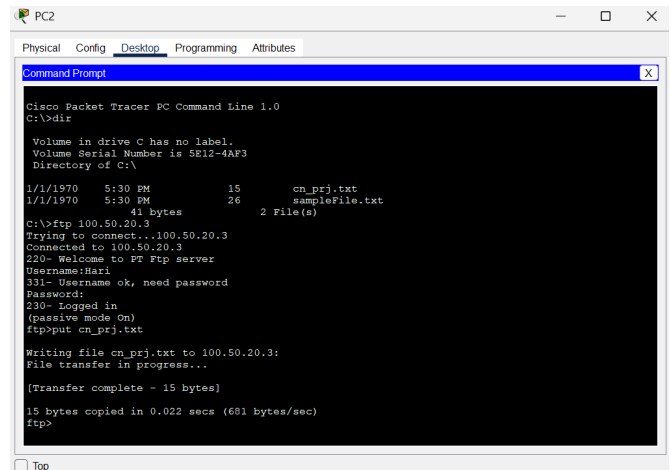 PC2
Physical Config Desktop Programming Attributes
Command Prompt
X
Cisco Packet Tracer PC Command Line 1.0
C:\>dir
Volume in drive C has no label.
Volume Serial Number is 5E12-4AF3
Directory of C:\
1/1/1970 5:30 PM 15 cn_prj.txt
1/1/1970 5:30 PM 26 sampleFile.txt
41 bytes 2 File(s)
C:\>ftp 100.50.20.3
Trying to connect...100.50.20.3
Connected to 100.50.20.3
220- Welcome to PT Ftp server
Username:Hari
331- Username ok, need password
Password:
230- Logged in
(passive mode On)
ftp>put cn_prj.txt
Writing file cn_prj.txt to 100.50.20.3:
File transfer in progress...
[Transfer complete - 15 bytes]
15 bytes copied in 0.022 secs (681 bytes/sec)
ftp>
Top